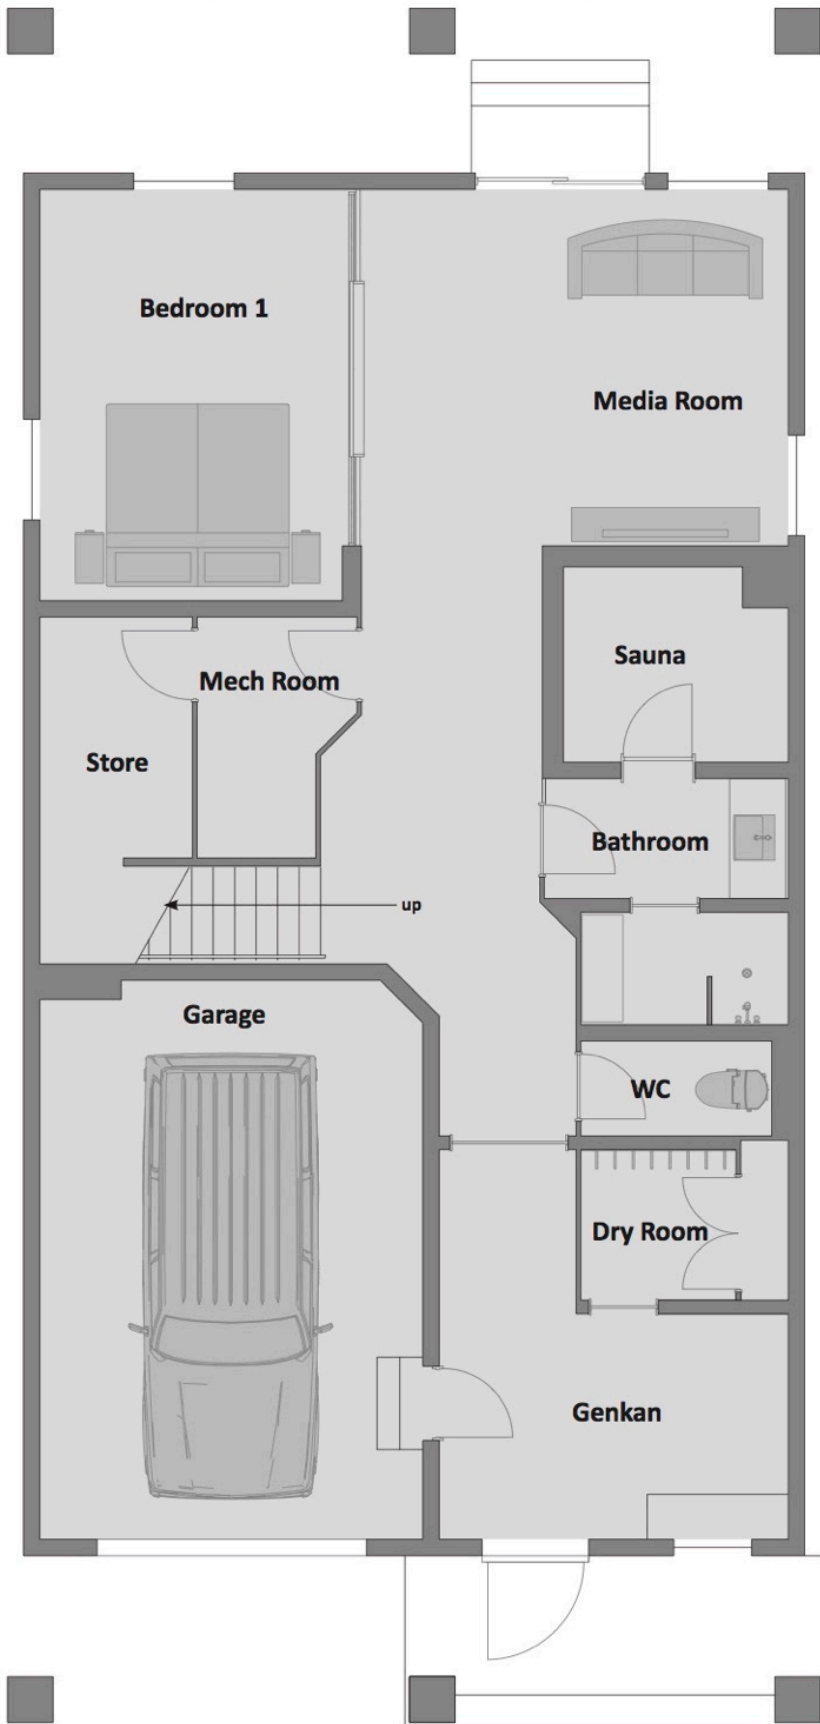 Bedroom 1
Media Room
Sauna
Mech Room
Store
Bathroom
up
Garage
WC
Dry Room
Genkan